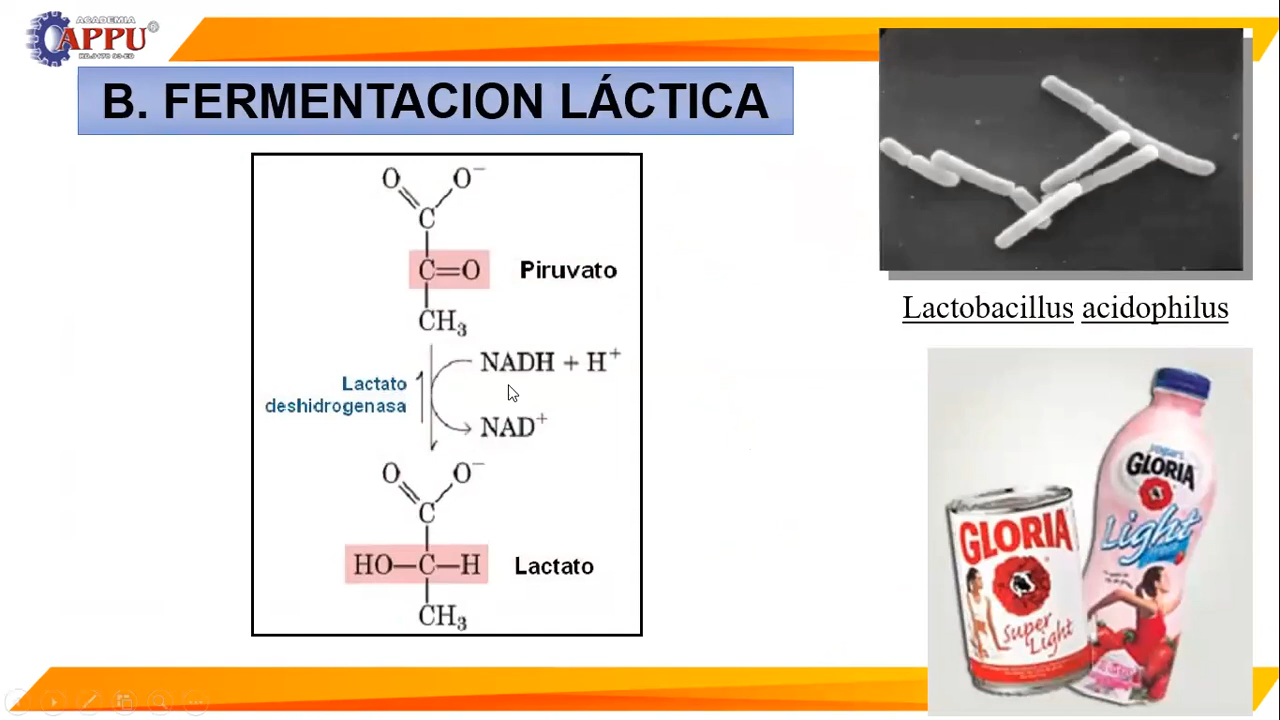 ACADEMIA
APPU
B. FERMENTACION LÁCTICA
O O⁻
C
C=O Piruvato
CH₃
NADH + H⁺
Lactato
deshidrogenasa
NAD⁺
O O⁻
C
HO—C—H Lactato
CH₃
Lactobacillus acidophilus
GLORIA
Super
Light
yogurt
GLORIA
Light